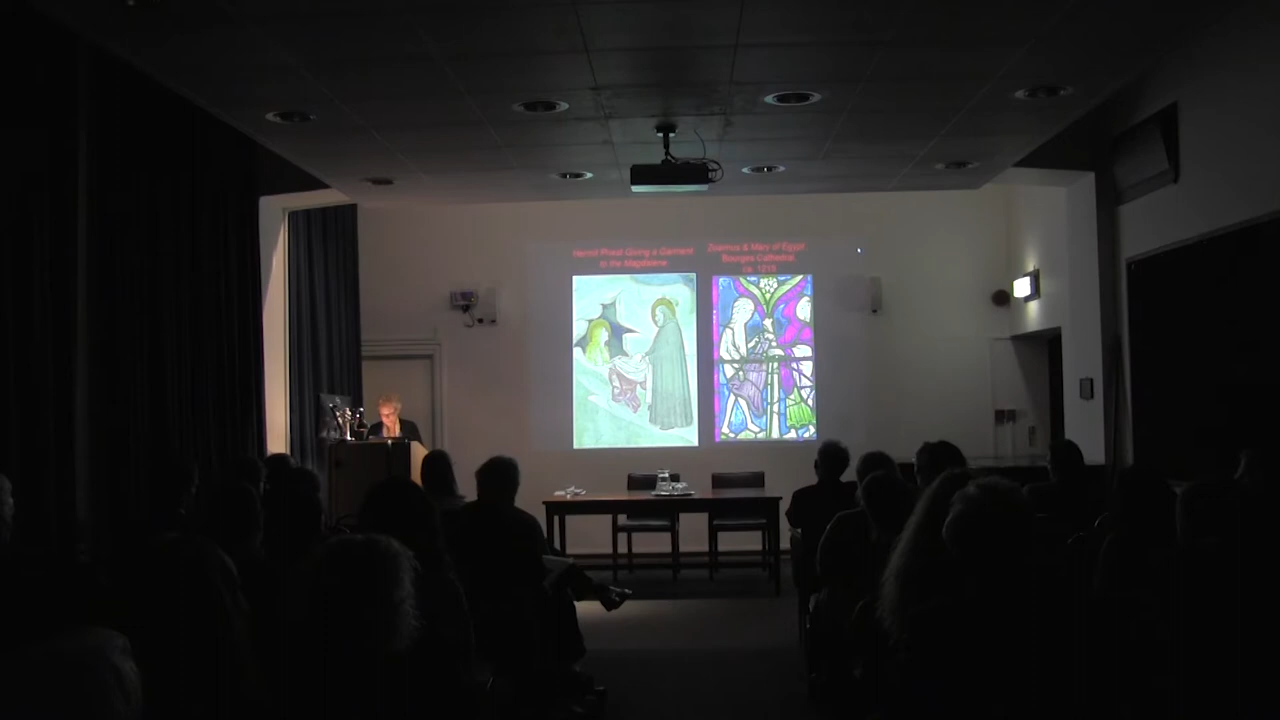 Hermit Priest Giving a Garment
to the Magdalene
Zosimus & Mary of Egypt,
Bourges Cathedral,
ca. 1215